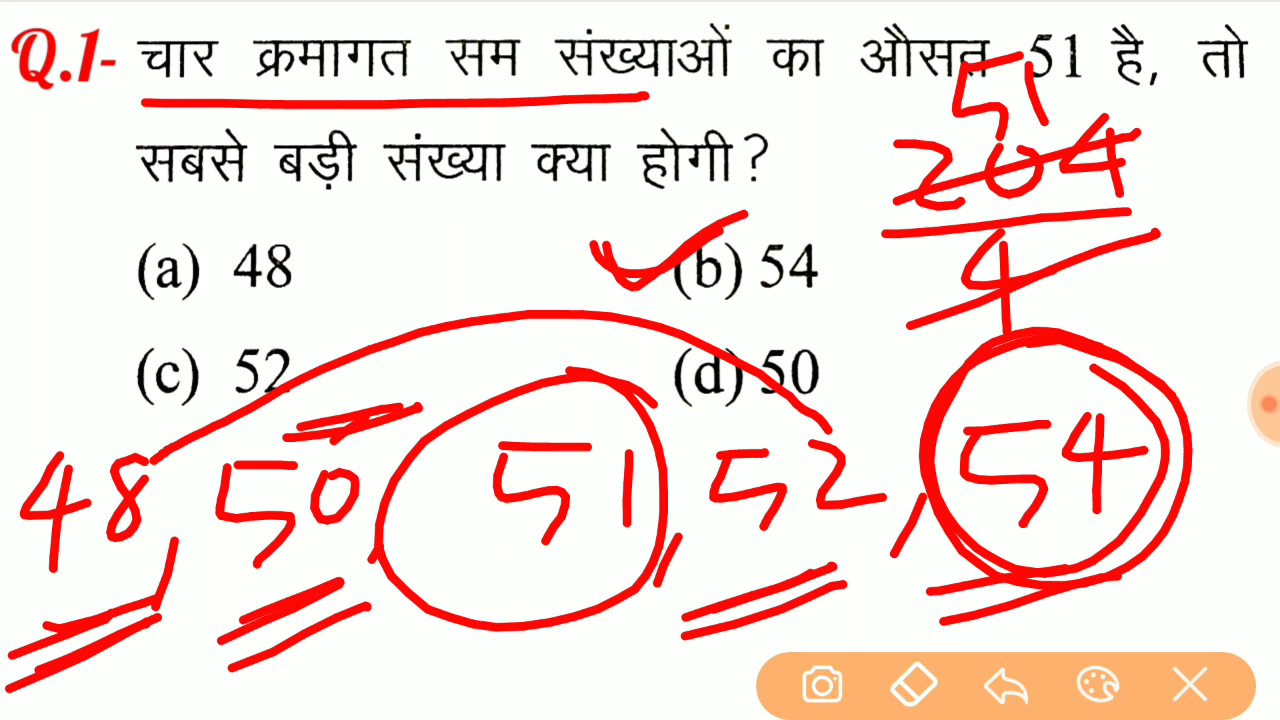 Q.1- चार क्रमागत सम संख्याओं का औसत 51 है, तो
51
सबसे बड़ी संख्या क्या होगी?
204
4
(a) 48 (b) 54
(c) 52 (d) 50
48, 50, 51, 52, 54